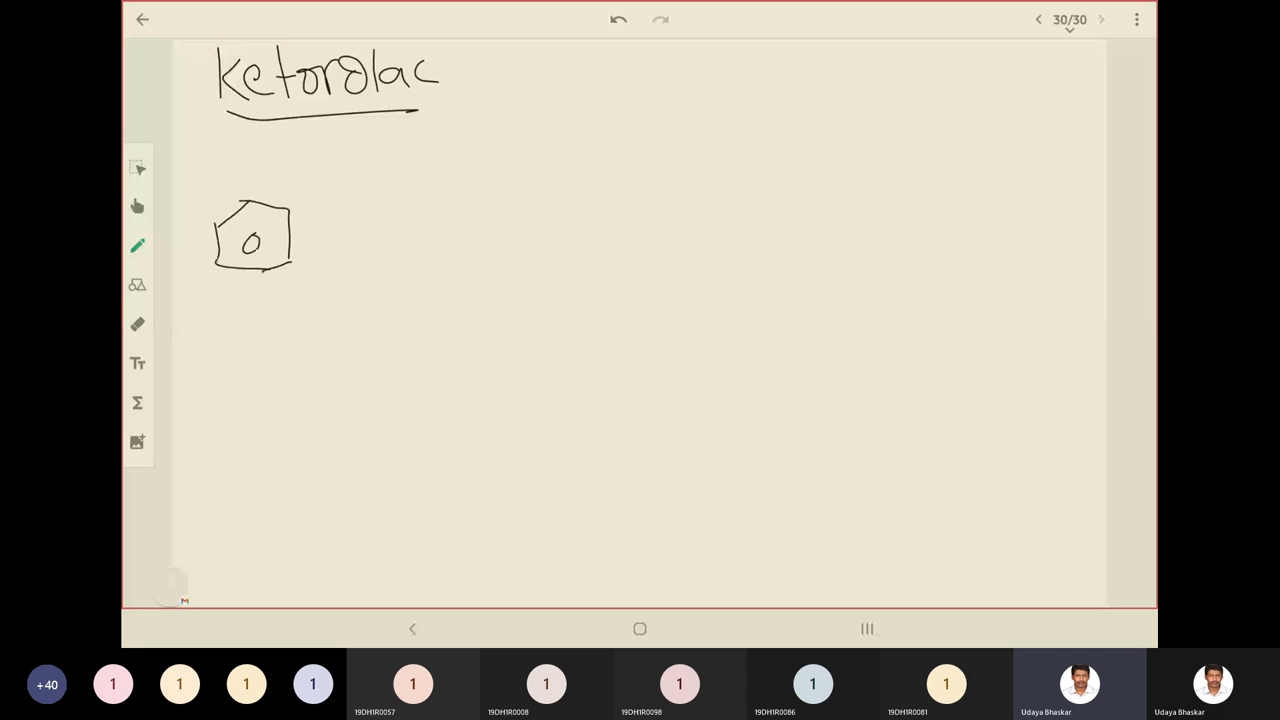 30/30
Ketorolac
O
TT
Σ
+40
1
1
1
1
1
1
1
1
1
19DH1R0057
19DH1R0008
19DH1R0098
19DH1R0086
19DH1R0081
Udaya Bhaskar
Udaya Bhaskar